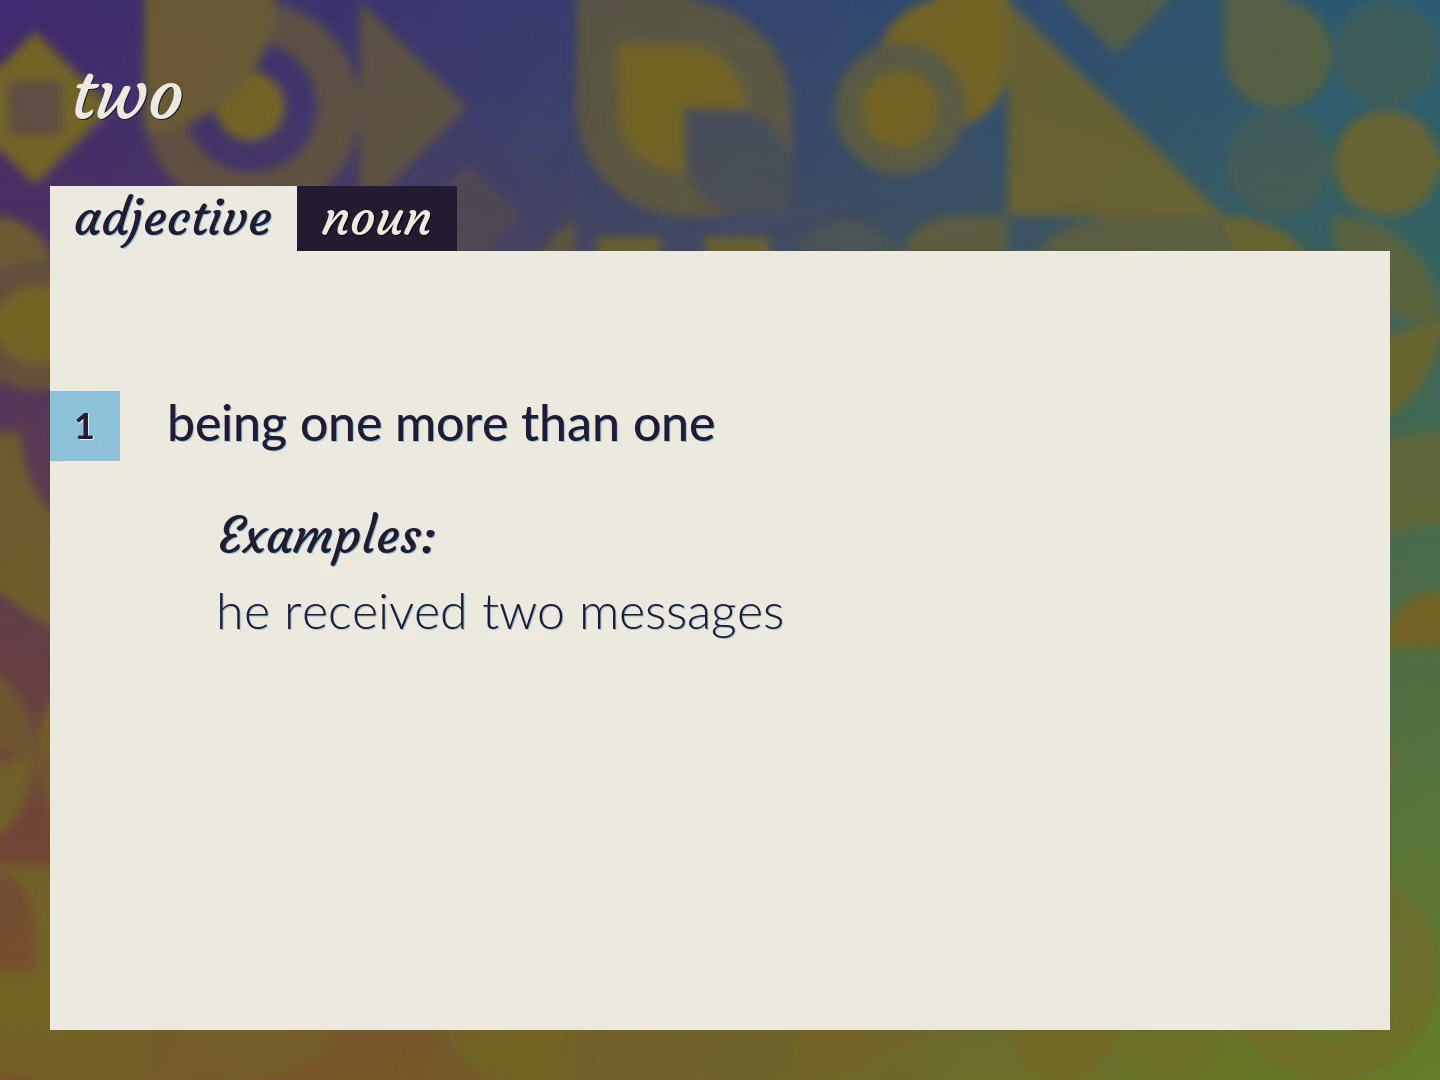 two
adjective
noun
1
being one more than one
Examples:
he received two messages